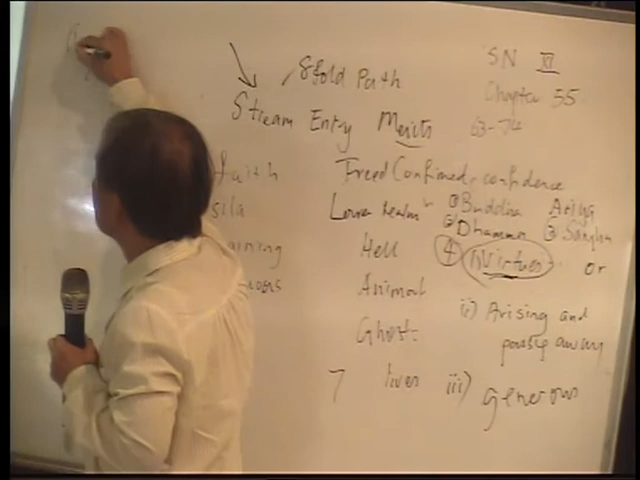 8fold Path
SN XI
Stream Entry Merits
Chapter 55
63-74
faith
Freed Confirmed, confidence
sila
Lower Realm
① Buddha Ariya
② Dhamma ③ Sangha
Hell
④ i) Virtues or
Animal
ii) Arising and
passing away
Ghost
7 lives
iii) generous